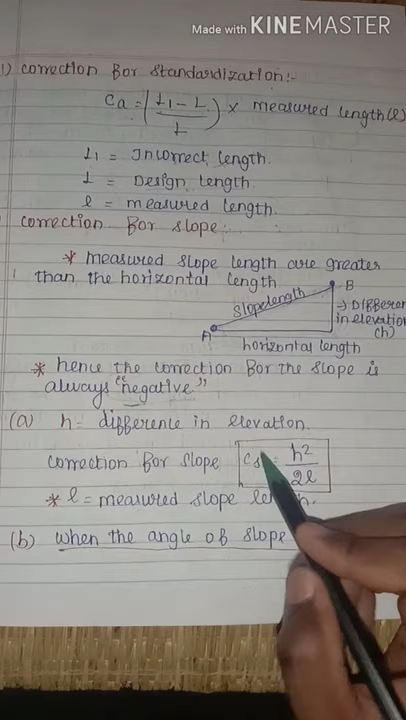 Made with KINEMASTER
1) correction for standardization:-
Ca = (L1 - L / L) x measured length(l)
L1 = Incorrect length.
L = Design length.
l = measured length.
correction for slope:
* measured slope length are greater
than the horizontal length
B
slope length
→ Differen
in elevation
(h)
A
horizontal length
* hence the correction for the slope is
always "negative"
(a) h = difference in elevation.
correction for slope Cs = h²/2l
* l = measured slope
(b) when the angle of slope